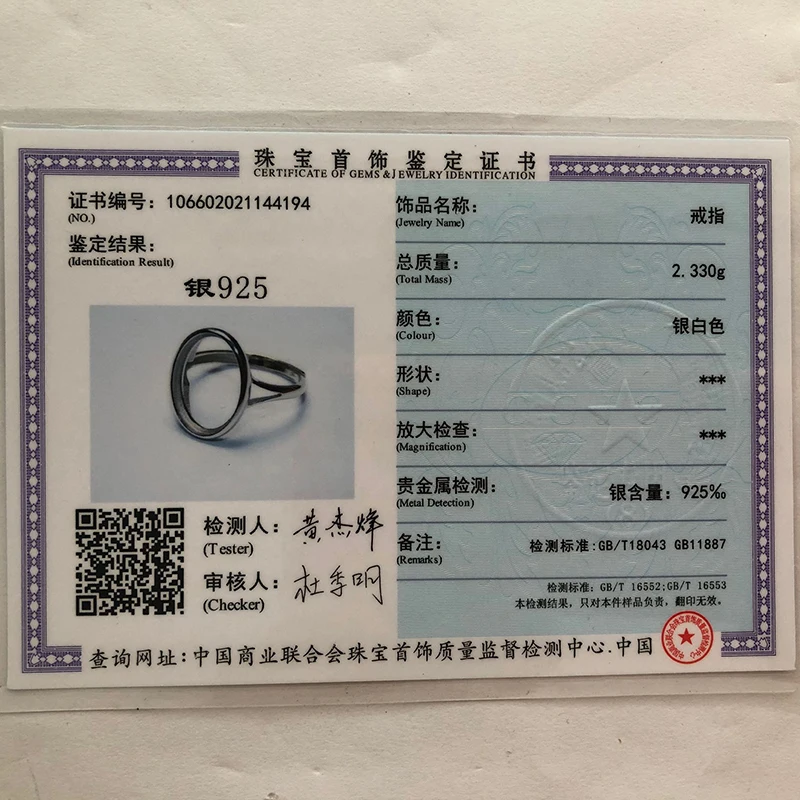 珠宝首饰鉴定证书
CERTIFICATE OF GEMS &JEWELRY IDENTIFICATION
证书编号：106602021144194
(NO.)
鉴定结果：
(Identification Result)
银925
检测人：黄杰烽
(Tester)
审核人：杜季明
(Checker)
饰品名称：戒指
(Jewelry Name)
总质量：2.330g
(Total Mass)
颜色：银白色
(Colour)
形状：***
(Shape)
放大检查：***
(Magnification)
贵金属检测：银含量：925‰
(Metal Detection)
备注：检测标准:GB/T18043 GB11887
(Remarks)
检测标准：GB/T 16552;GB/T 16553
本检测结果，只对本件样品负责，翻印无效。
查询网址：中国商业联合会珠宝首饰质量监督检测中心.中国